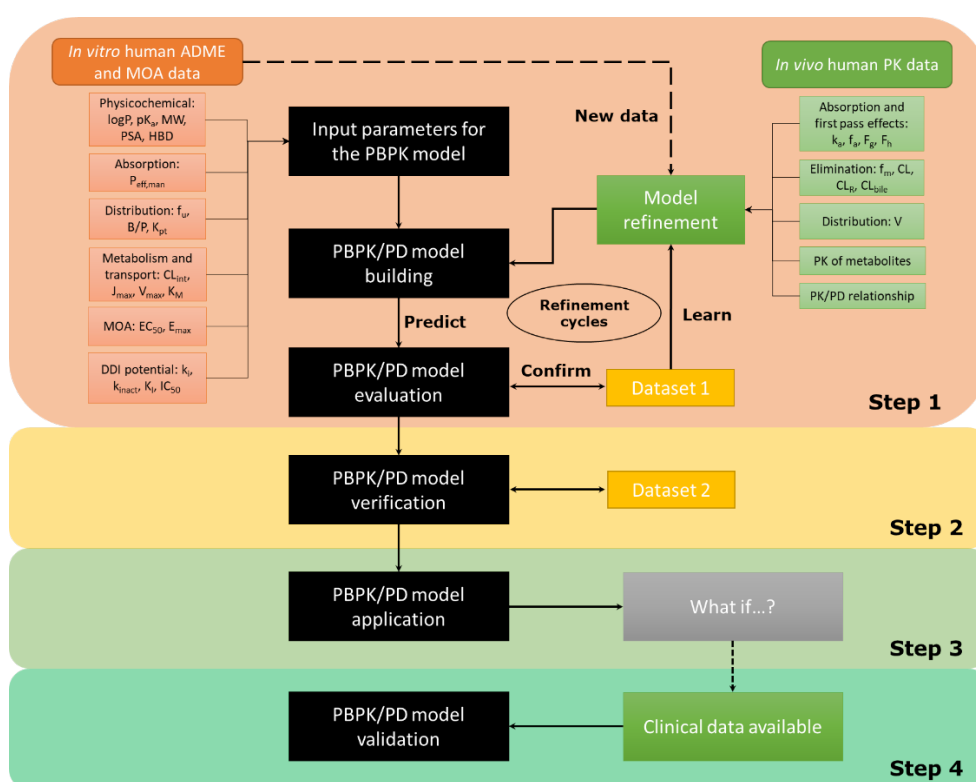 In vitro human ADME
and MOA data
Physicochemical:
logP, pKa, MW,
PSA, HBD
Absorption:
Peff,man
Distribution: fu,
B/P, Kpt
Metabolism and
transport: CLint,
Jmax, Vmax, KM
MOA: EC50, Emax
DDI potential: ki,
kinact, KI, IC50
Input parameters for
the PBPK model
PBPK/PD model
building
Predict
PBPK/PD model
evaluation
Confirm
Dataset 1
Refinement
cycles
Learn
Model
refinement
New data
In vivo human PK data
Absorption and
first pass effects:
ka, fa, Fg, Fh
Elimination: fm, CL,
CLR, CLbile
Distribution: V
PK of metabolites
PK/PD relationship
Step 1
PBPK/PD model
verification
Dataset 2
Step 2
PBPK/PD model
application
What if...?
Step 3
PBPK/PD model
validation
Clinical data available
Step 4